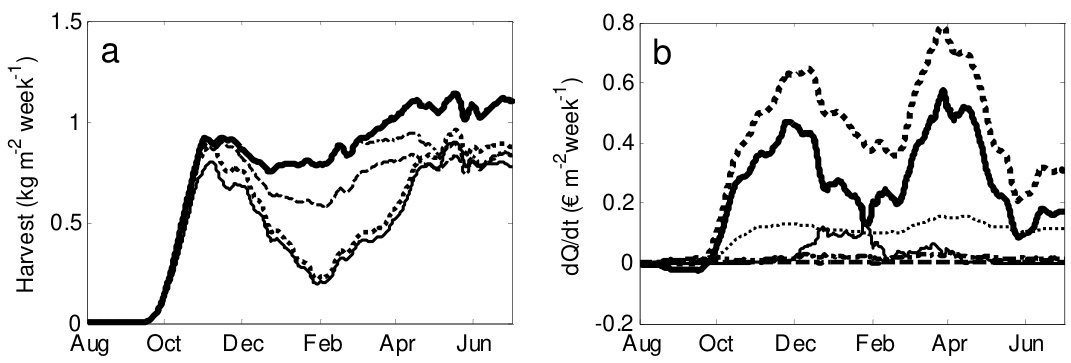 a
Harvest (kg m-2 week-1)
1.5
1
0.5
0
Aug Oct Dec Feb Apr Jun
b
dQ/dt (€ m-2week-1)
0.8
0.6
0.4
0.2
0
-0.2
Aug Oct Dec Feb Apr Jun